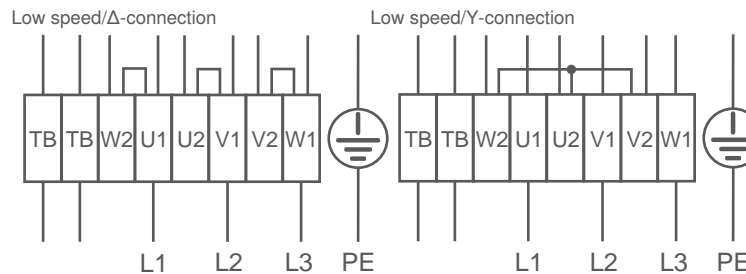 Low speed/Δ-connection Low speed/Y-connection
TB TB W2 U1 U2 V1 V2 W1 TB TB W2 U1 U2 V1 V2 W1
L1 L2 L3 PE L1 L2 L3 PE